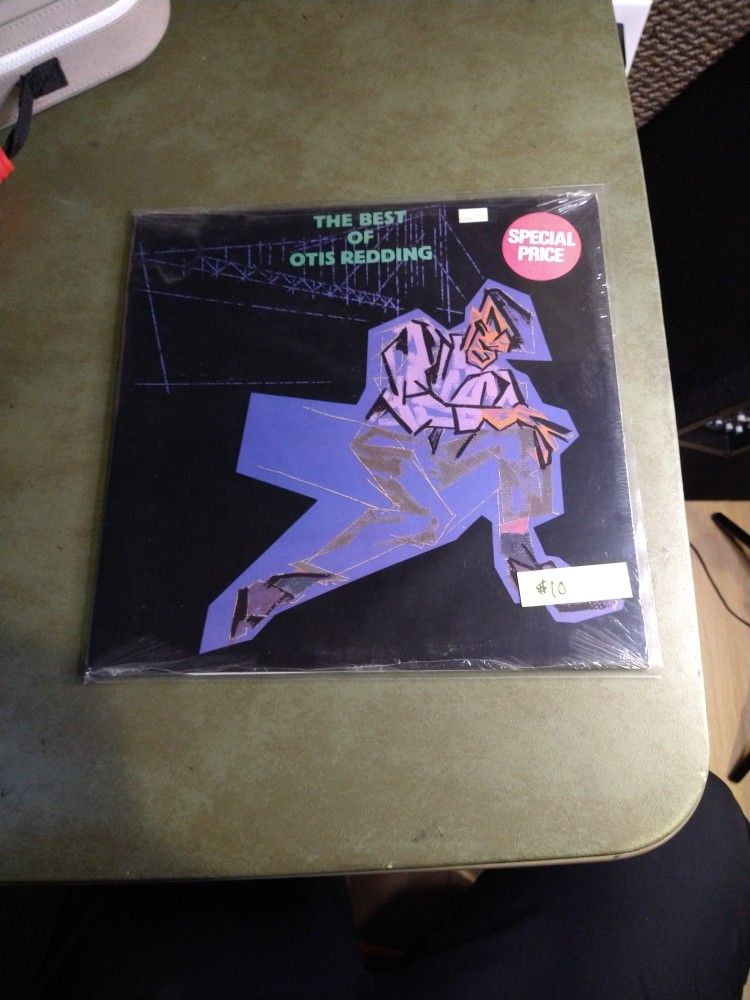 THE BEST
OF
OTIS REDDING
SPECIAL
PRICE
$10